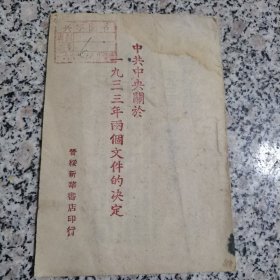 中共中央關於
一九三三年兩個文件的决定
晉綏新華書店印行